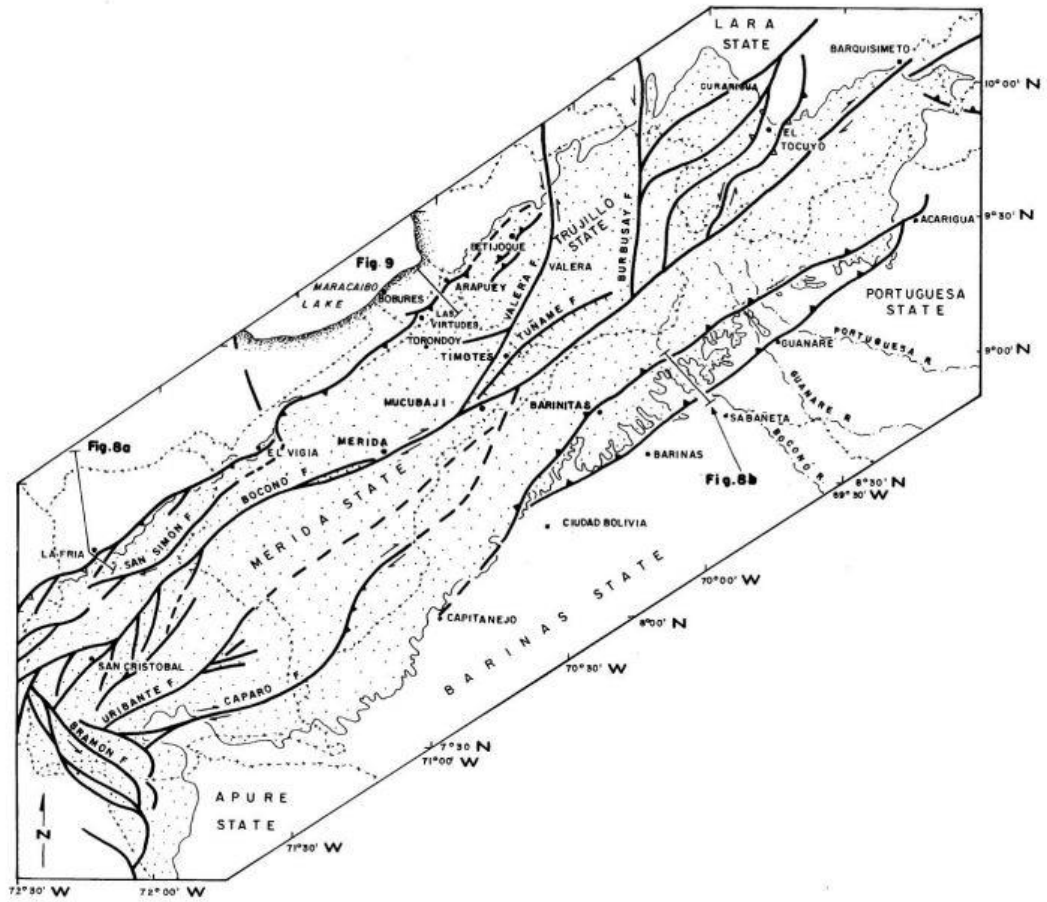 LARA
STATE
BARQUISIMETO
10°00' N
CURARIGUA
EL
TOCUYO
9°30' N
ACARIGUA
TRUJILLO
STATE
BETIJOQUE
Fig. 9
MARACAIBO
LAKE
BOBURES
ARAPUEY
VALERA F
VALERA
BURBUSAY F
PORTUGUESA
STATE
LAS
VIRTUDES
TORONDOY
TUÑAME F
TIMOTES
GUANARE
PORTUGUESA R.
9°00' N
GUANARE R
MUCUBAJI
BARINITAS
SABAÑETA
BOCONO R.
MERIDA
Fig.8a
EL VIGIA
BARINAS
Fig.8b
8°30' N
69°30' W
BOCONO F
MERIDA STATE
CIUDAD BOLIVIA
LA-FRIA
SAN SIMON F
70°00' W
BARINAS STATE
CAPITANEJO
8°00' N
70°30' W
SAN CRISTOBAL
URIBANTE F
CAPARO F
BRAMON F
7°30 N
71°00' W
APURE
STATE
N
71°30' W
72°30' W
72°00' W